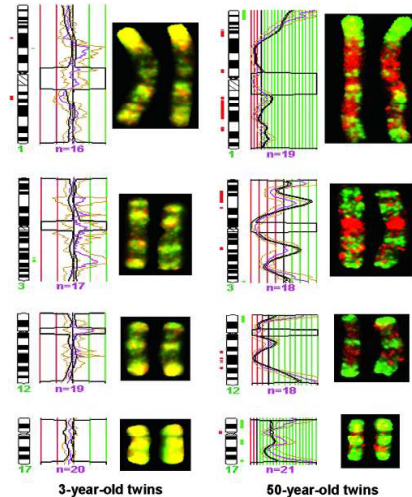 1 n=16 1 n=19
3 n=17 3 n=18
12 n=19 12 n=18
17 n=20 17 n=21
3-year-old twins 50-year-old twins